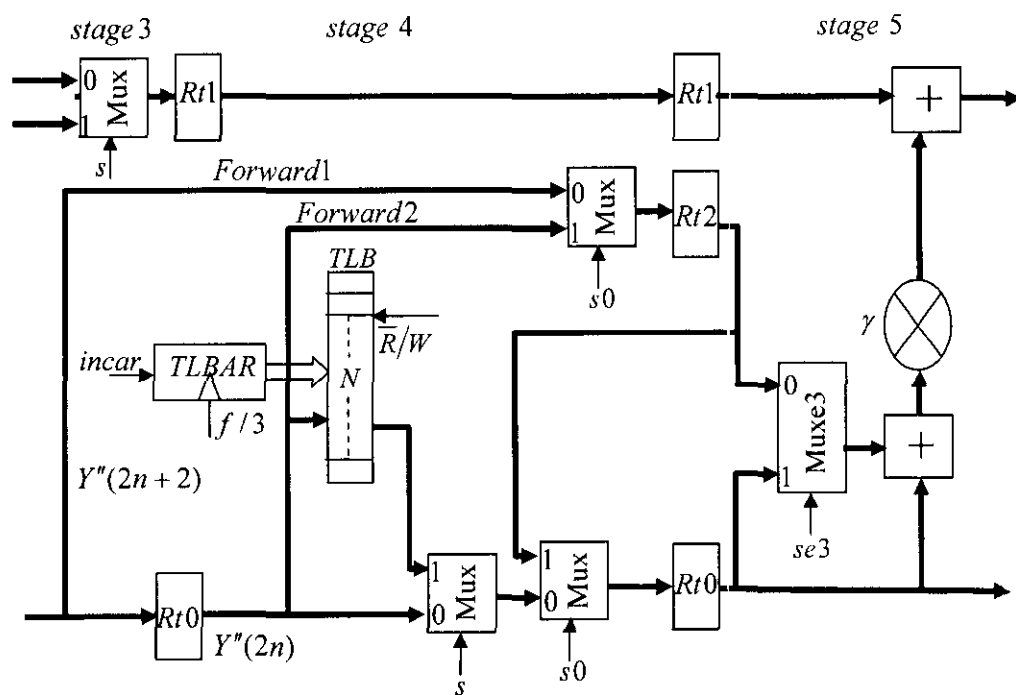 stage 3
stage 4
stage 5
0
1
Mux
s
Rt1
Rt1
+
Forward1
Forward2
0
1
Mux
s0
Rt2
TLB
R̅/W
N
incar
TLBAR
f/3
γ
0
1
Muxe3
se3
+
Y″(2n+2)
Rt0
Y″(2n)
1
0
Mux
s
1
0
Mux
s0
Rt0